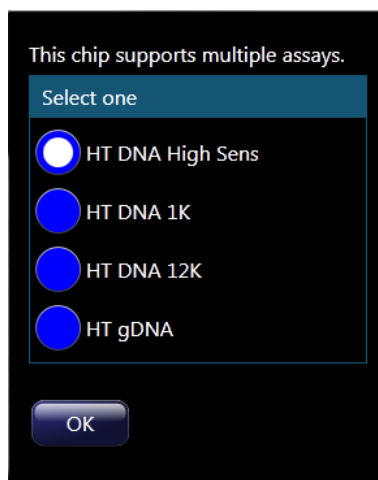 This chip supports multiple assays.
Select one
HT DNA High Sens
HT DNA 1K
HT DNA 12K
HT gDNA
OK